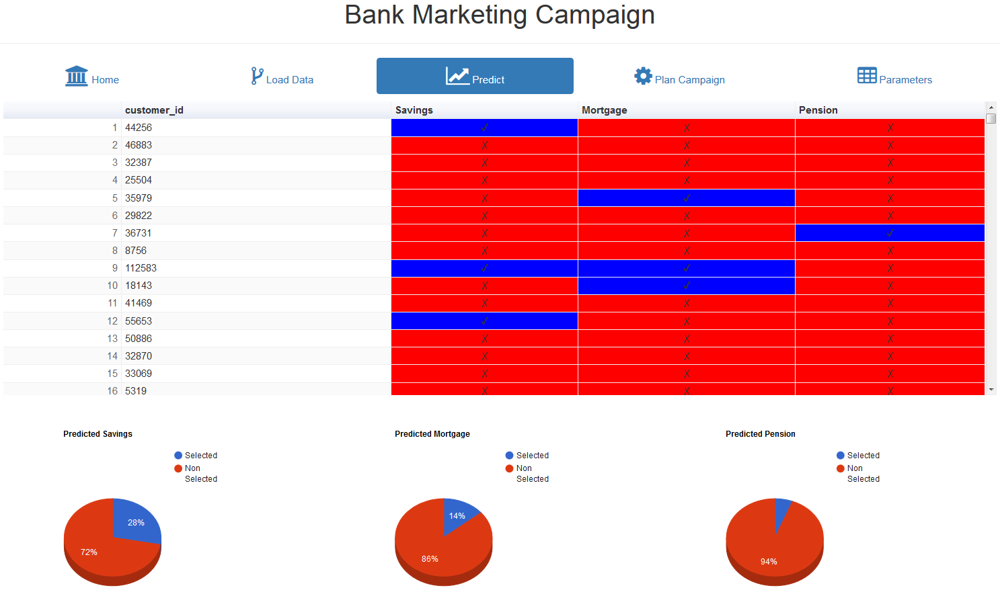 Bank Marketing Campaign
Home Load Data Predict Plan Campaign Parameters
customer_id Savings Mortgage Pension
1 44256 ✓ ✗ ✗
2 46883 ✗ ✗ ✗
3 32387 ✗ ✗ ✗
4 25504 ✗ ✗ ✗
5 35979 ✗ ✓ ✗
6 29822 ✗ ✗ ✗
7 36731 ✗ ✗ ✓
8 8756 ✗ ✗ ✗
9 112583 ✓ ✓ ✗
10 18143 ✗ ✓ ✗
11 41469 ✗ ✗ ✗
12 55653 ✓ ✗ ✗
13 50886 ✗ ✗ ✗
14 32870 ✗ ✗ ✗
15 33069 ✗ ✗ ✗
16 5319 ✗ ✗ ✗
Predicted Savings
Selected
Non
Selected
28%
72%
Predicted Mortgage
Selected
Non
Selected
14%
86%
Predicted Pension
Selected
Non
Selected
94%